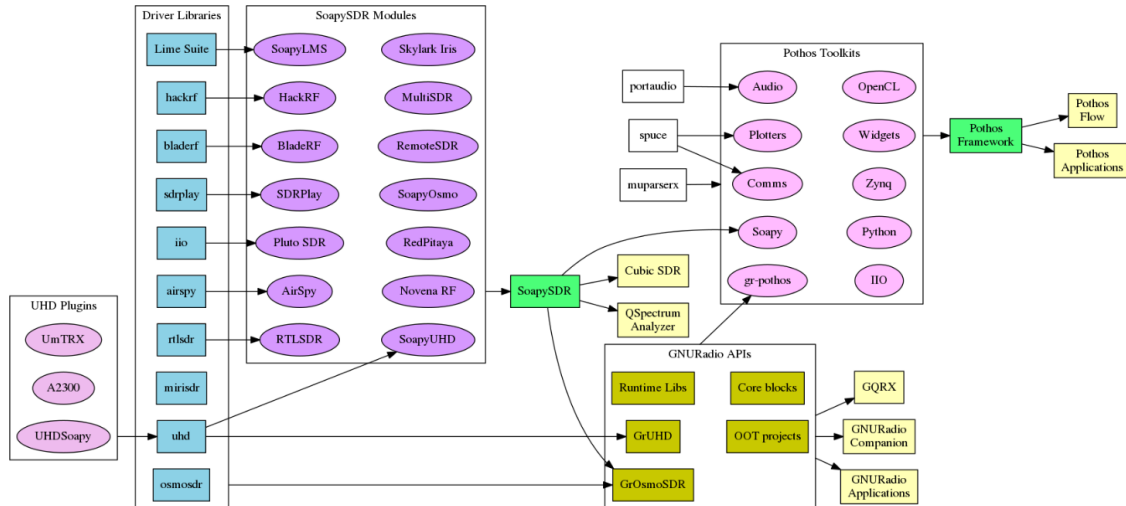 Driver Libraries
Lime Suite
hackrf
bladerf
sdrplay
iio
airspy
rtlsdr
mirisdr
uhd
osmosdr
UHD Plugins
UmTRX
A2300
UHDSoapy
SoapySDR Modules
SoapyLMS
Skylark Iris
HackRF
MultiSDR
BladeRF
RemoteSDR
SDRPlay
SoapyOsmo
Pluto SDR
RedPitaya
AirSpy
Novena RF
RTLSDR
SoapyUHD
SoapySDR
Cubic SDR
QSpectrum
Analyzer
portaudio
spuce
muparserx
Pothos Toolkits
Audio
OpenCL
Plotters
Widgets
Comms
Zynq
Soapy
Python
gr-pothos
IIO
Pothos
Framework
Pothos
Flow
Pothos
Applications
GNURadio APIs
Runtime Libs
Core blocks
GrUHD
OOT projects
GrOsmoSDR
GQRX
GNURadio
Companion
GNURadio
Applications